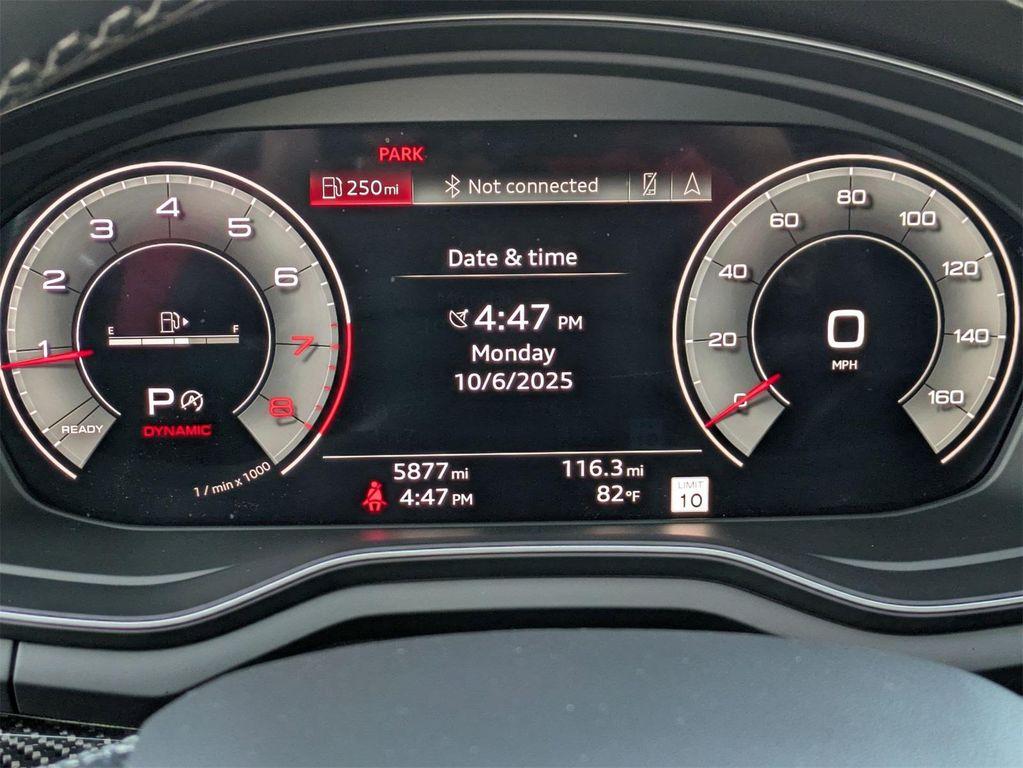 PARK
250 mi
Not connected
Date & time
4:47 PM
Monday
10/6/2025
5877 mi
116.3 mi
4:47 PM
82°F
LIMIT
10
1
2
3
4
5
6
7
8
READY
1 / min x 1000
E
F
P
A
DYNAMIC
0
20
40
60
80
100
120
140
160
0
MPH